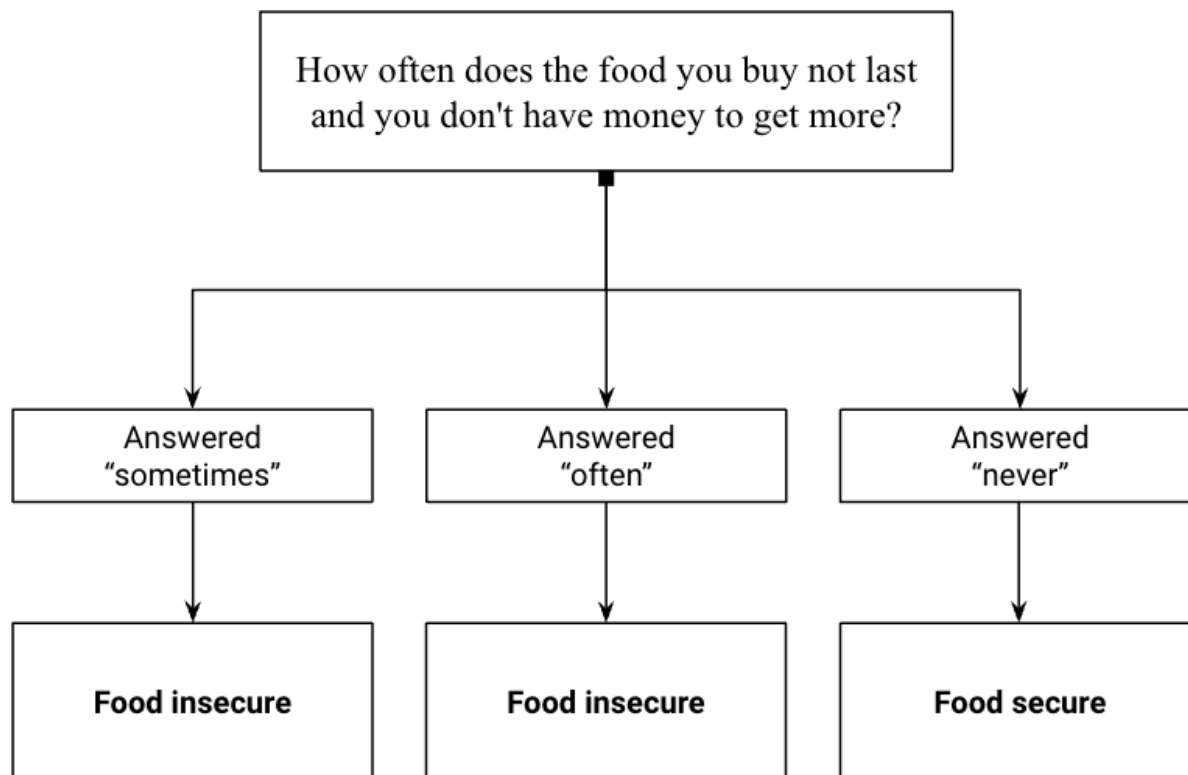 How often does the food you buy not last
and you don't have money to get more?
Answered
“sometimes”
Answered
“often”
Answered
“never”
Food insecure
Food insecure
Food secure